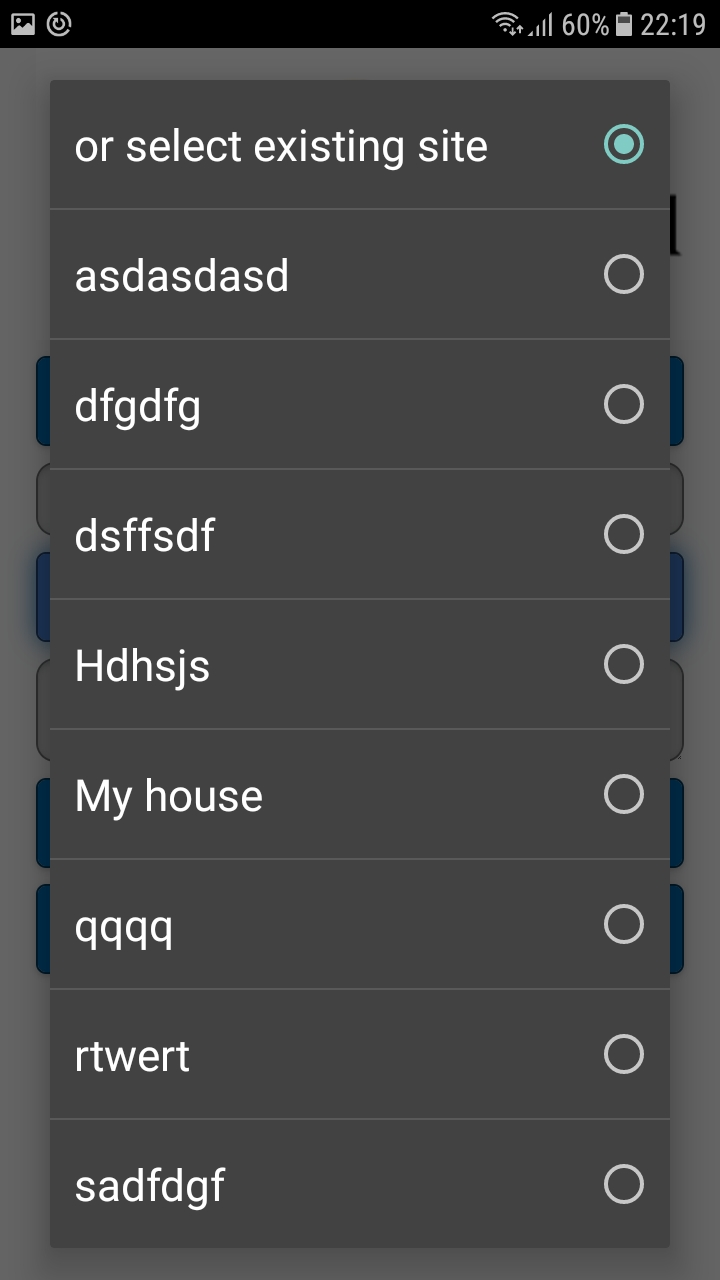 60% 22:19
or select existing site
asdasdasd
dfgdfg
dsffsdf
Hdhsjs
My house
qqqq
rtwert
sadfdgf